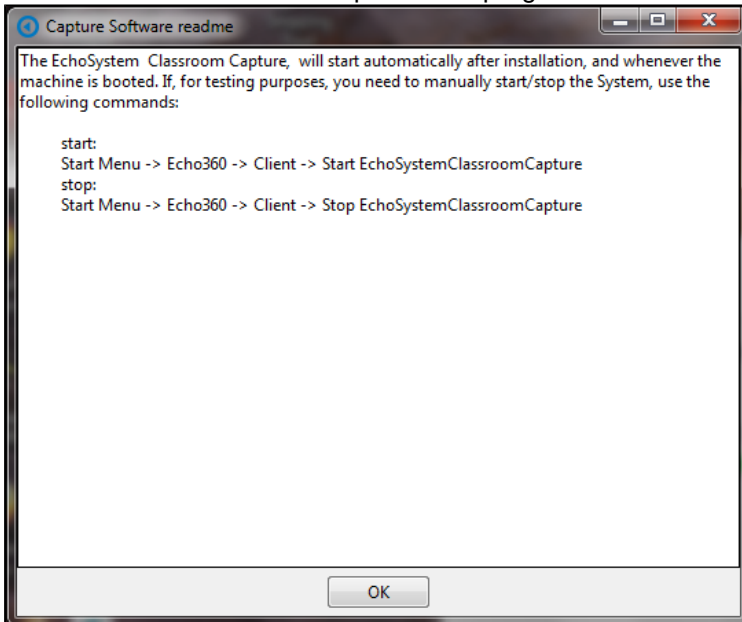 Capture Software readme
The EchoSystem  Classroom Capture,  will start automatically after installation, and whenever the
machine is booted. If, for testing purposes, you need to manually start/stop the System, use the
following commands:
start:
Start Menu -> Echo360 -> Client -> Start EchoSystemClassroomCapture
stop:
Start Menu -> Echo360 -> Client -> Stop EchoSystemClassroomCapture
OK